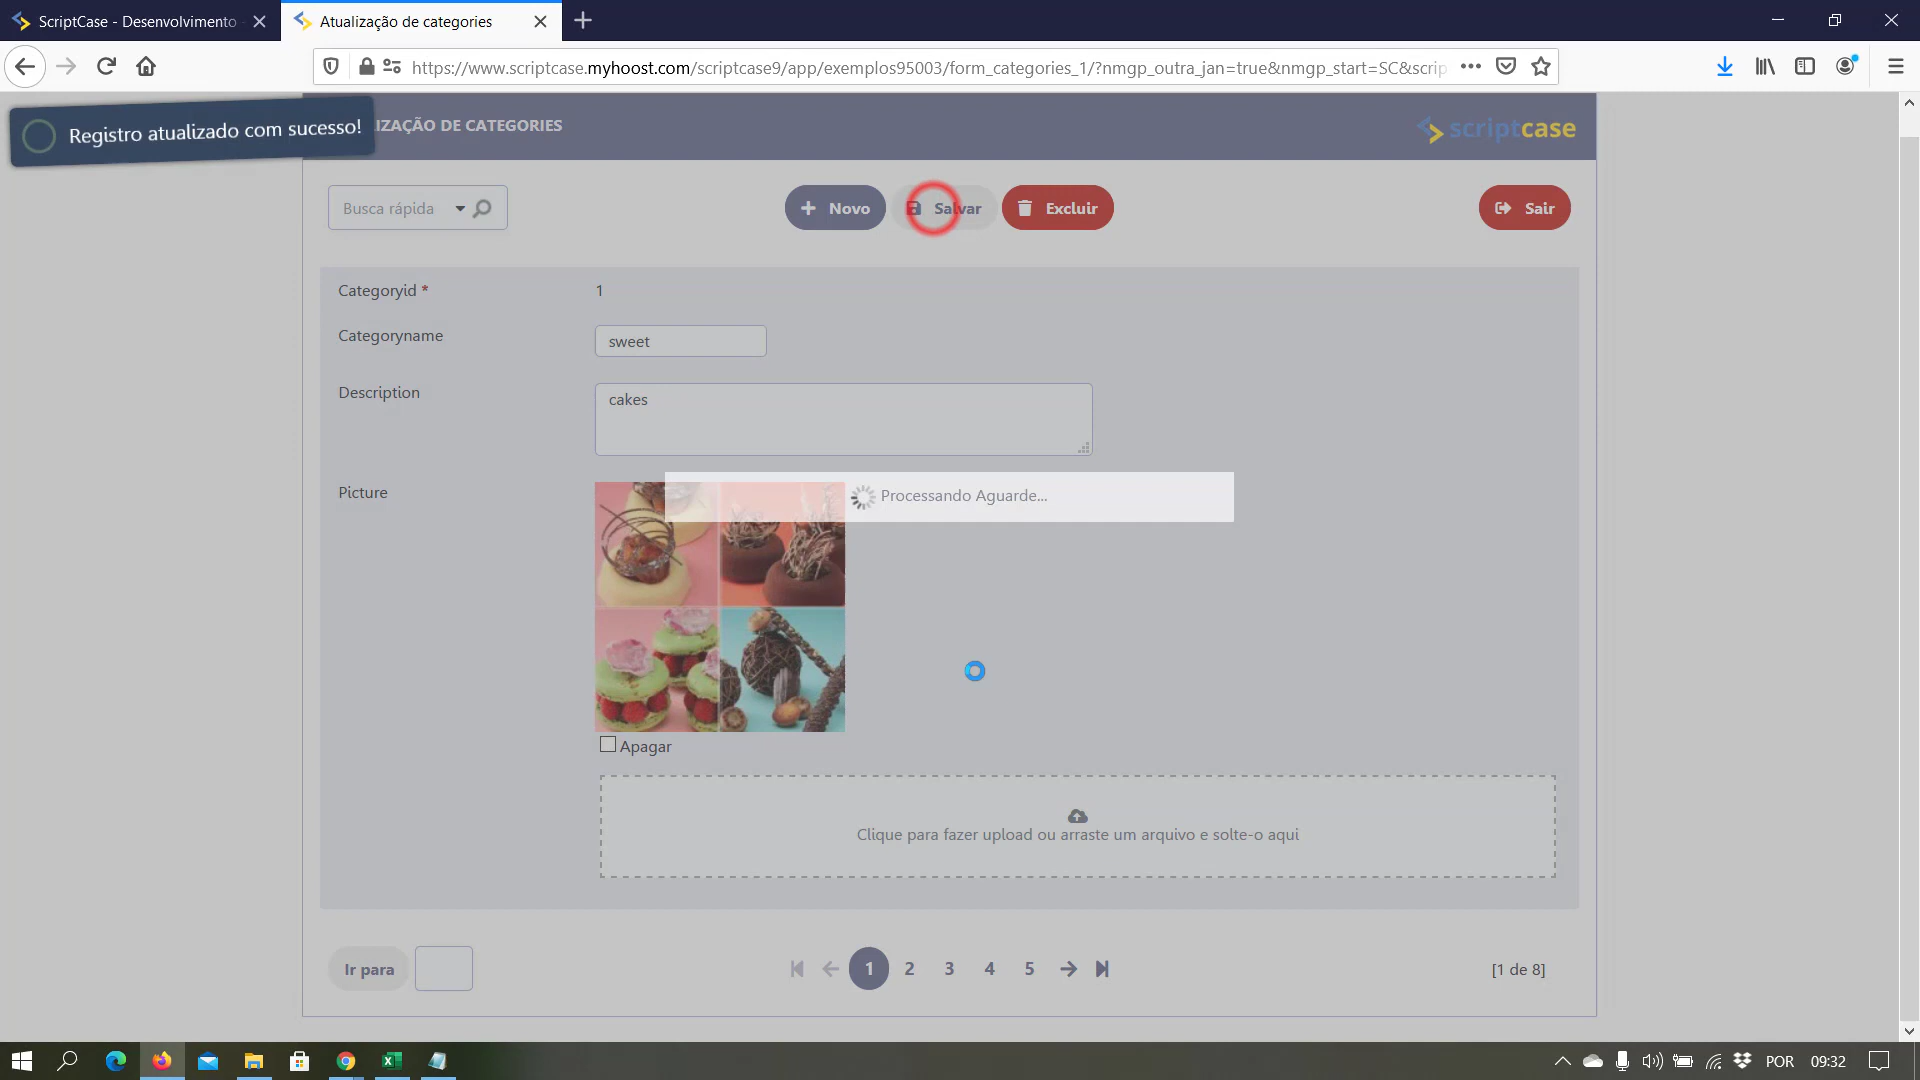 ScriptCase - Desenvolvimento
Atualização de categories
https://www.scriptcase.myhoost.com/scriptcase9/app/exemplos95003/form_categories_1/?nmgp_outra_jan=true&nmgp_start=SC&scrip
Registro atualizado com sucesso!
IZAÇÃO DE CATEGORIES
scriptcase
Busca rápida
Novo
Salvar
Excluir
Sair
Categoryid *
1
Categoryname
sweet
Description
cakes
Picture
Processando Aguarde...
Apagar
Clique para fazer upload ou arraste um arquivo e solte-o aqui
Ir para
1 2 3 4 5
[1 de 8]
POR
09:32